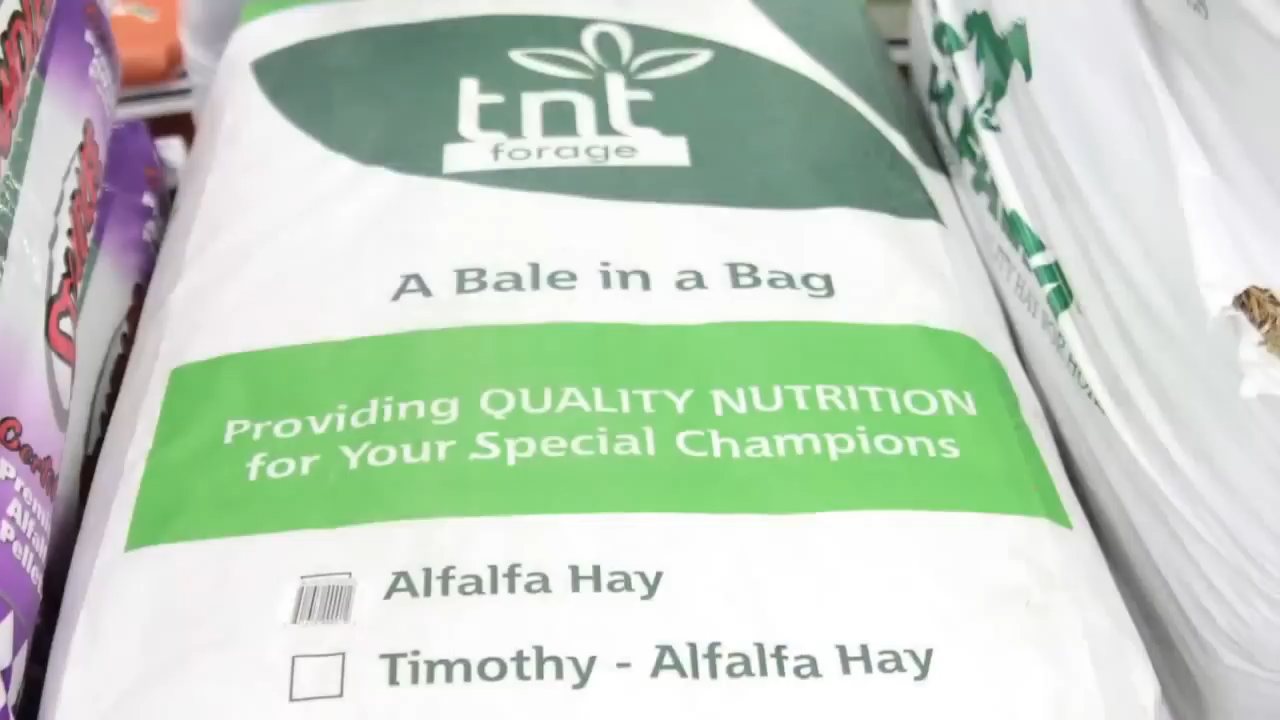 tnt
forage
A Bale in a Bag
Providing QUALITY NUTRITION
for Your Special Champions
Alfalfa Hay
Timothy - Alfalfa Hay